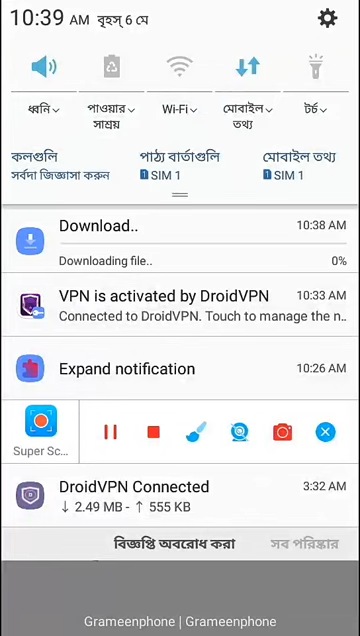 10:39 AM বৃহস্ 6 মে
ধ্বনি পাওয়ার সাশ্রয় Wi-Fi মোবাইল তথ্য টর্চ
কলগুলি পাঠ্য বার্তাগুলি মোবাইল তথ্য
সর্বদা জিজ্ঞাসা করুন 1 SIM 1 1 SIM 1
Download.. 10:38 AM
Downloading file.. 0%
VPN is activated by DroidVPN 10:33 AM
Connected to DroidVPN. Touch to manage the n..
Expand notification 10:26 AM
Super Sc...
DroidVPN Connected 3:32 AM
↓ 2.49 MB - ↑ 555 KB
বিজ্ঞপ্তি অবরোধ করা সব পরিষ্কার
Grameenphone | Grameenphone